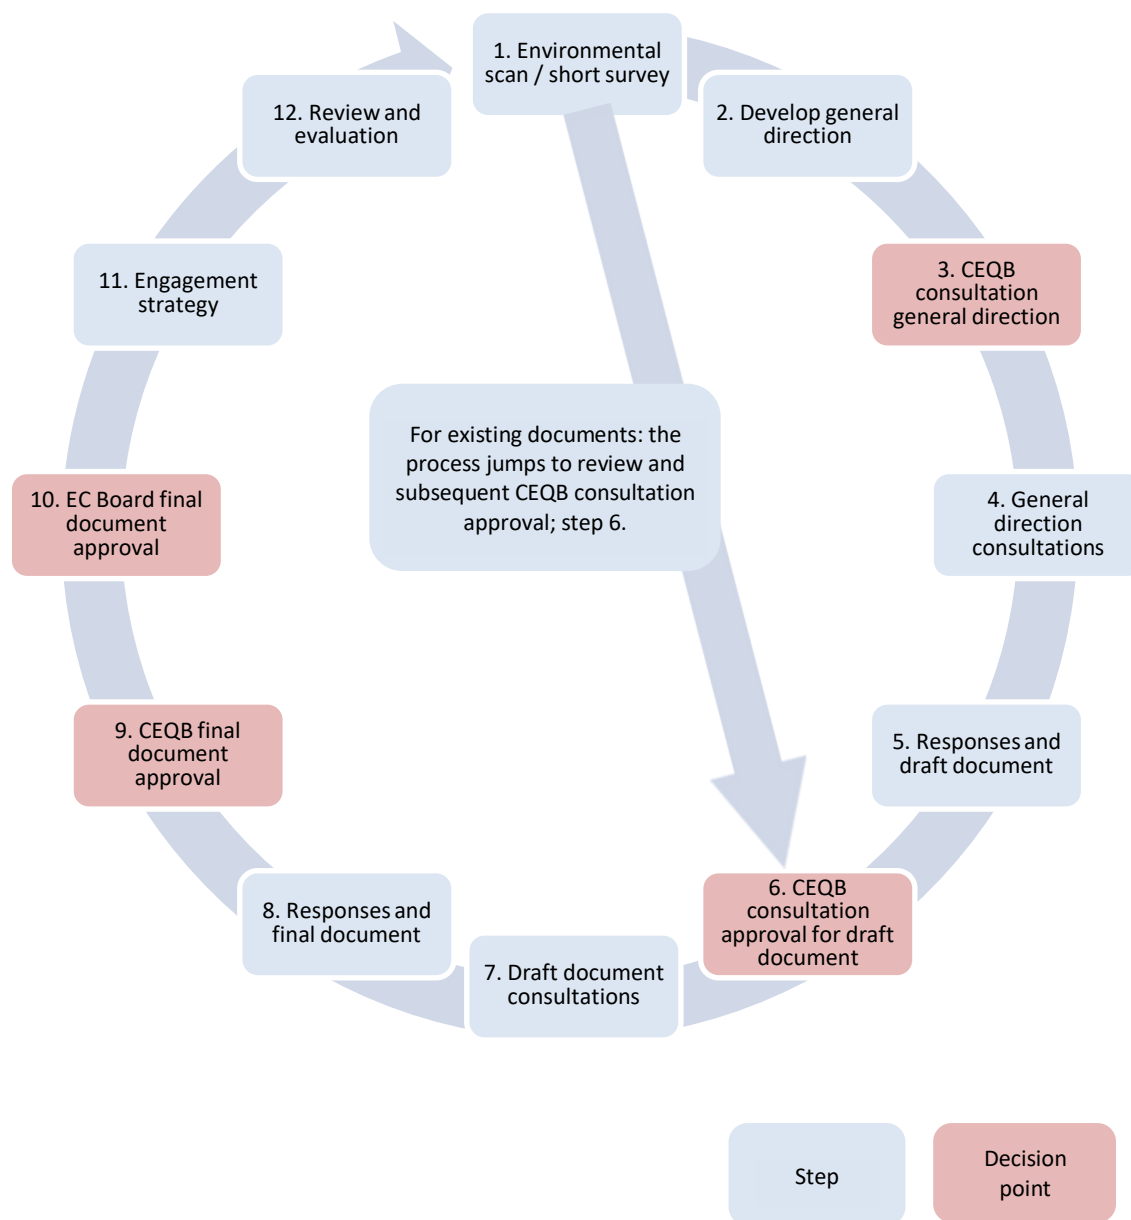 1. Environmental
scan / short survey
2. Develop general
direction
3. CEQB
consultation
general direction
4. General
direction
consultations
5. Responses and
draft document
6. CEQB
consultation
approval for draft
document
7. Draft document
consultations
8. Responses and
final document
9. CEQB final
document
approval
10. EC Board final
document
approval
11. Engagement
strategy
12. Review and
evaluation
For existing documents: the
process jumps to review and
subsequent CEQB consultation
approval; step 6.
Step
Decision
point